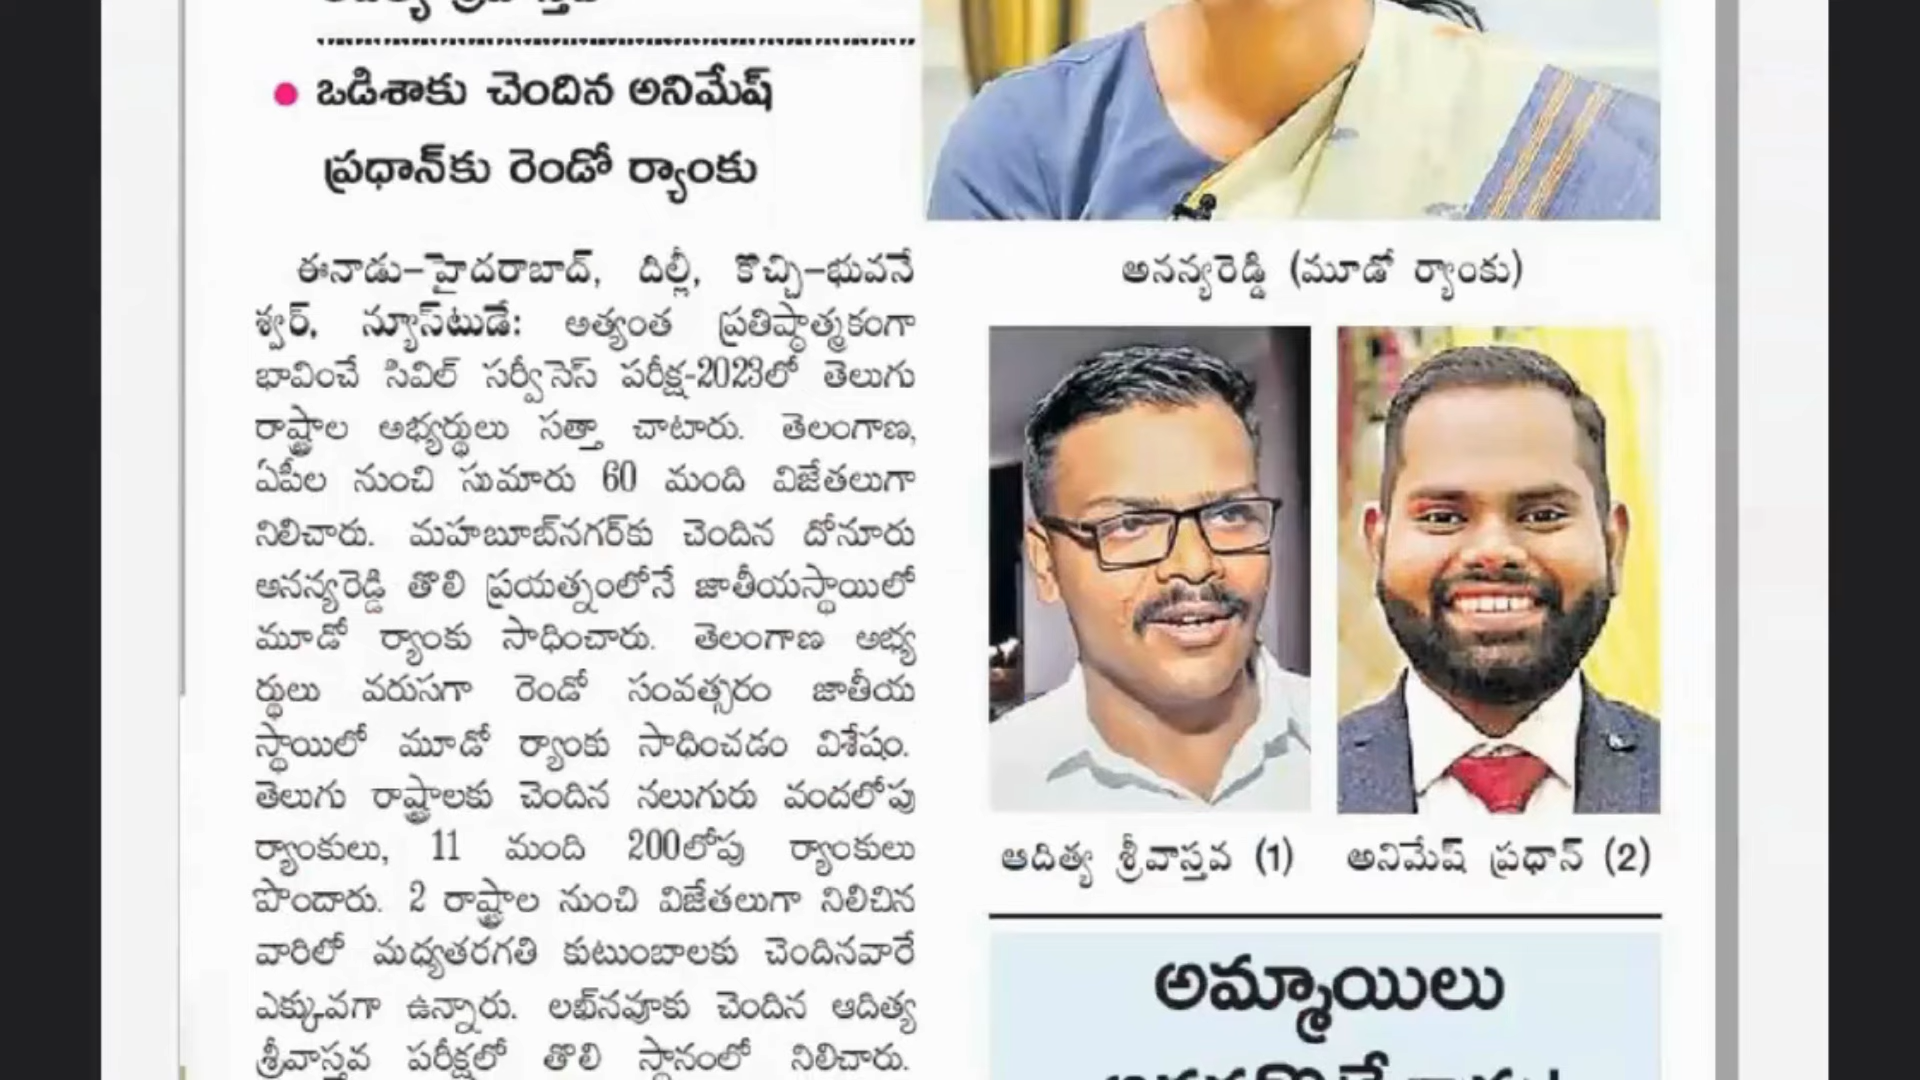 ఒడిశాకు చెందిన అనిమేష్
ప్రధాన్‌కు రెండో ర్యాంకు
ఈనాడు-హైదరాబాద్, దిల్లీ, కొచ్చి-భువనే
శ్వర్, న్యూస్‌టుడే: అత్యంత ప్రతిష్ఠాత్మకంగా
భావించే సివిల్ సర్వీసెస్ పరీక్ష-2023లో తెలుగు
రాష్ట్రాల అభ్యర్థులు సత్తా చాటారు. తెలంగాణ,
ఏపీల నుంచి సుమారు 60 మంది విజేతలుగా
నిలిచారు. మహబూబ్‌నగర్‌కు చెందిన దోనూరు
అనన్యరెడ్డి తొలి ప్రయత్నంలోనే జాతీయస్థాయిలో
మూడో ర్యాంకు సాధించారు. తెలంగాణ అభ్య
ర్థులు వరుసగా రెండో సంవత్సరం జాతీయ
స్థాయిలో మూడో ర్యాంకు సాధించడం విశేషం.
తెలుగు రాష్ట్రాలకు చెందిన నలుగురు వందలోపు
ర్యాంకులు, 11 మంది 200లోపు ర్యాంకులు
పొందారు. 2 రాష్ట్రాల నుంచి విజేతలుగా నిలిచిన
వారిలో మధ్యతరగతి కుటుంబాలకు చెందినవారే
ఎక్కువగా ఉన్నారు. లఖ్‌నవూకు చెందిన ఆదిత్య
శ్రీవాస్తవ పరీక్షలో తొలి స్థానంలో నిలిచారు.
అనన్యరెడ్డి (మూడో ర్యాంకు)
ఆదిత్య శ్రీవాస్తవ (1)
అనిమేష్ ప్రధాన్ (2)
అమ్మాయిలు